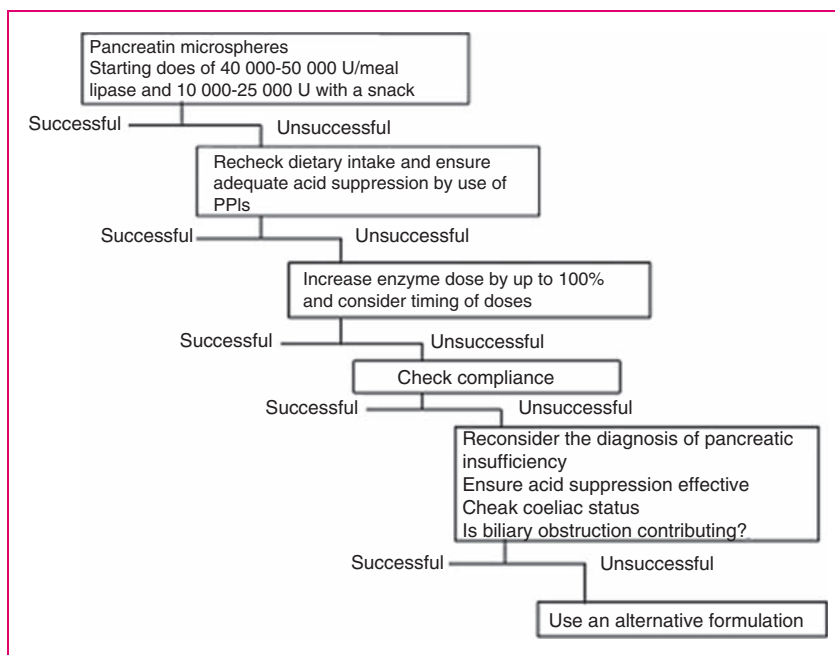 Pancreatin microspheres
Starting does of 40 000-50 000 U/meal
lipase and 10 000-25 000 U with a snack
Successful
Unsuccessful
Recheck dietary intake and ensure
adequate acid suppression by use of
PPIs
Successful
Unsuccessful
Increase enzyme dose by up to 100%
and consider timing of doses
Successful
Unsuccessful
Check compliance
Successful
Unsuccessful
Reconsider the diagnosis of pancreatic
insufficiency
Ensure acid suppression effective
Cheak coeliac status
Is biliary obstruction contributing?
Successful
Unsuccessful
Use an alternative formulation